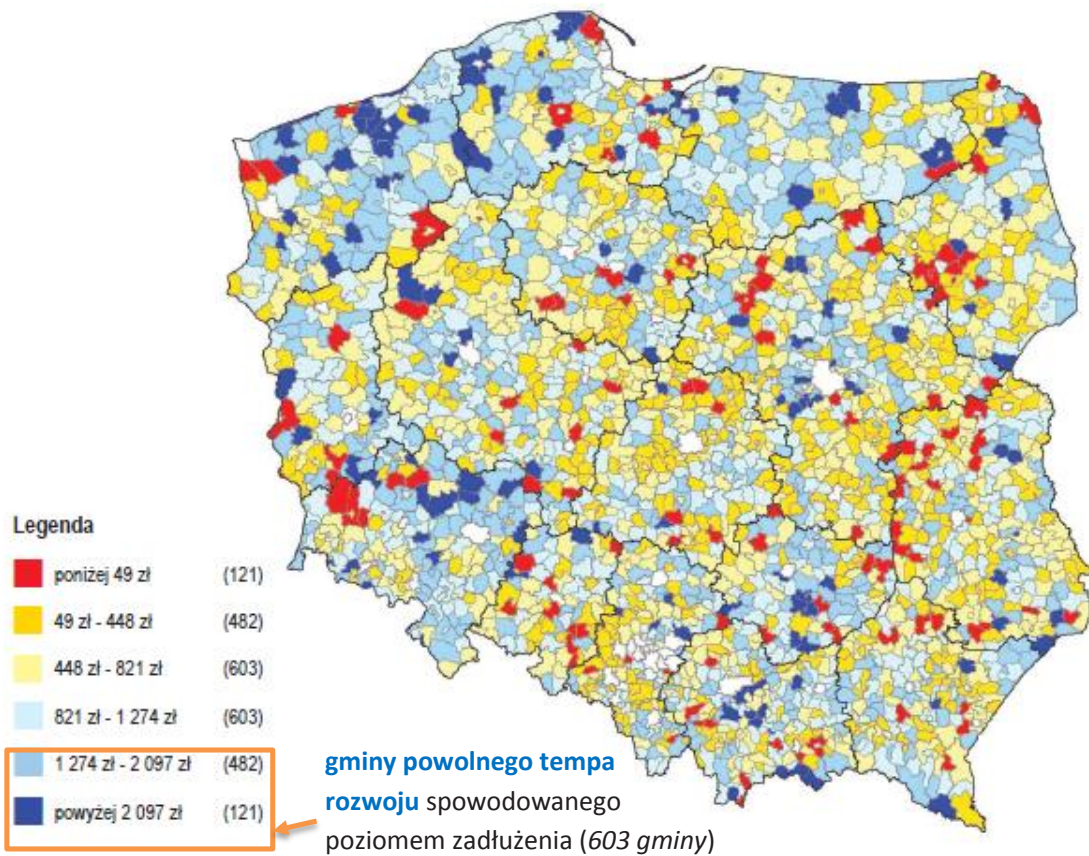 Legenda
poniżej 49 zł (121)
49 zł - 448 zł (482)
448 zł - 821 zł (603)
821 zł - 1 274 zł (603)
1 274 zł - 2 097 zł (482)
powyżej 2 097 zł (121)
gminy powolnego tempa
rozwoju spowodowanego
poziomem zadłużenia (603 gminy)